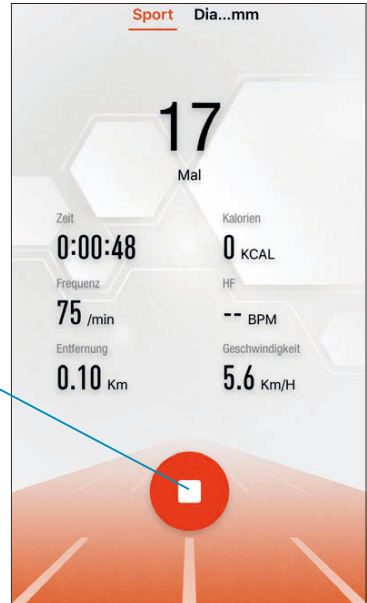 Sport Dia...mm
17
Mal
Zeit Kalorien
0:00:48 0 KCAL
Frequenz HF
75 /min -- BPM
Entfernung Geschwindigkeit
0.10 Km 5.6 Km/H